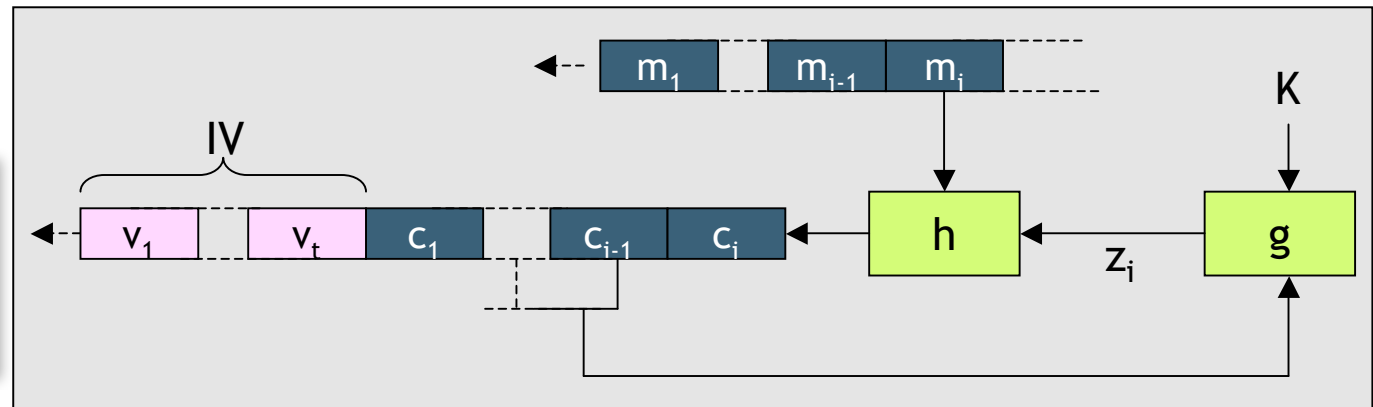 m₁ mᵢ₋₁ mᵢ
K
IV
v₁ vₜ c₁ cᵢ₋₁ cᵢ h g
zᵢ